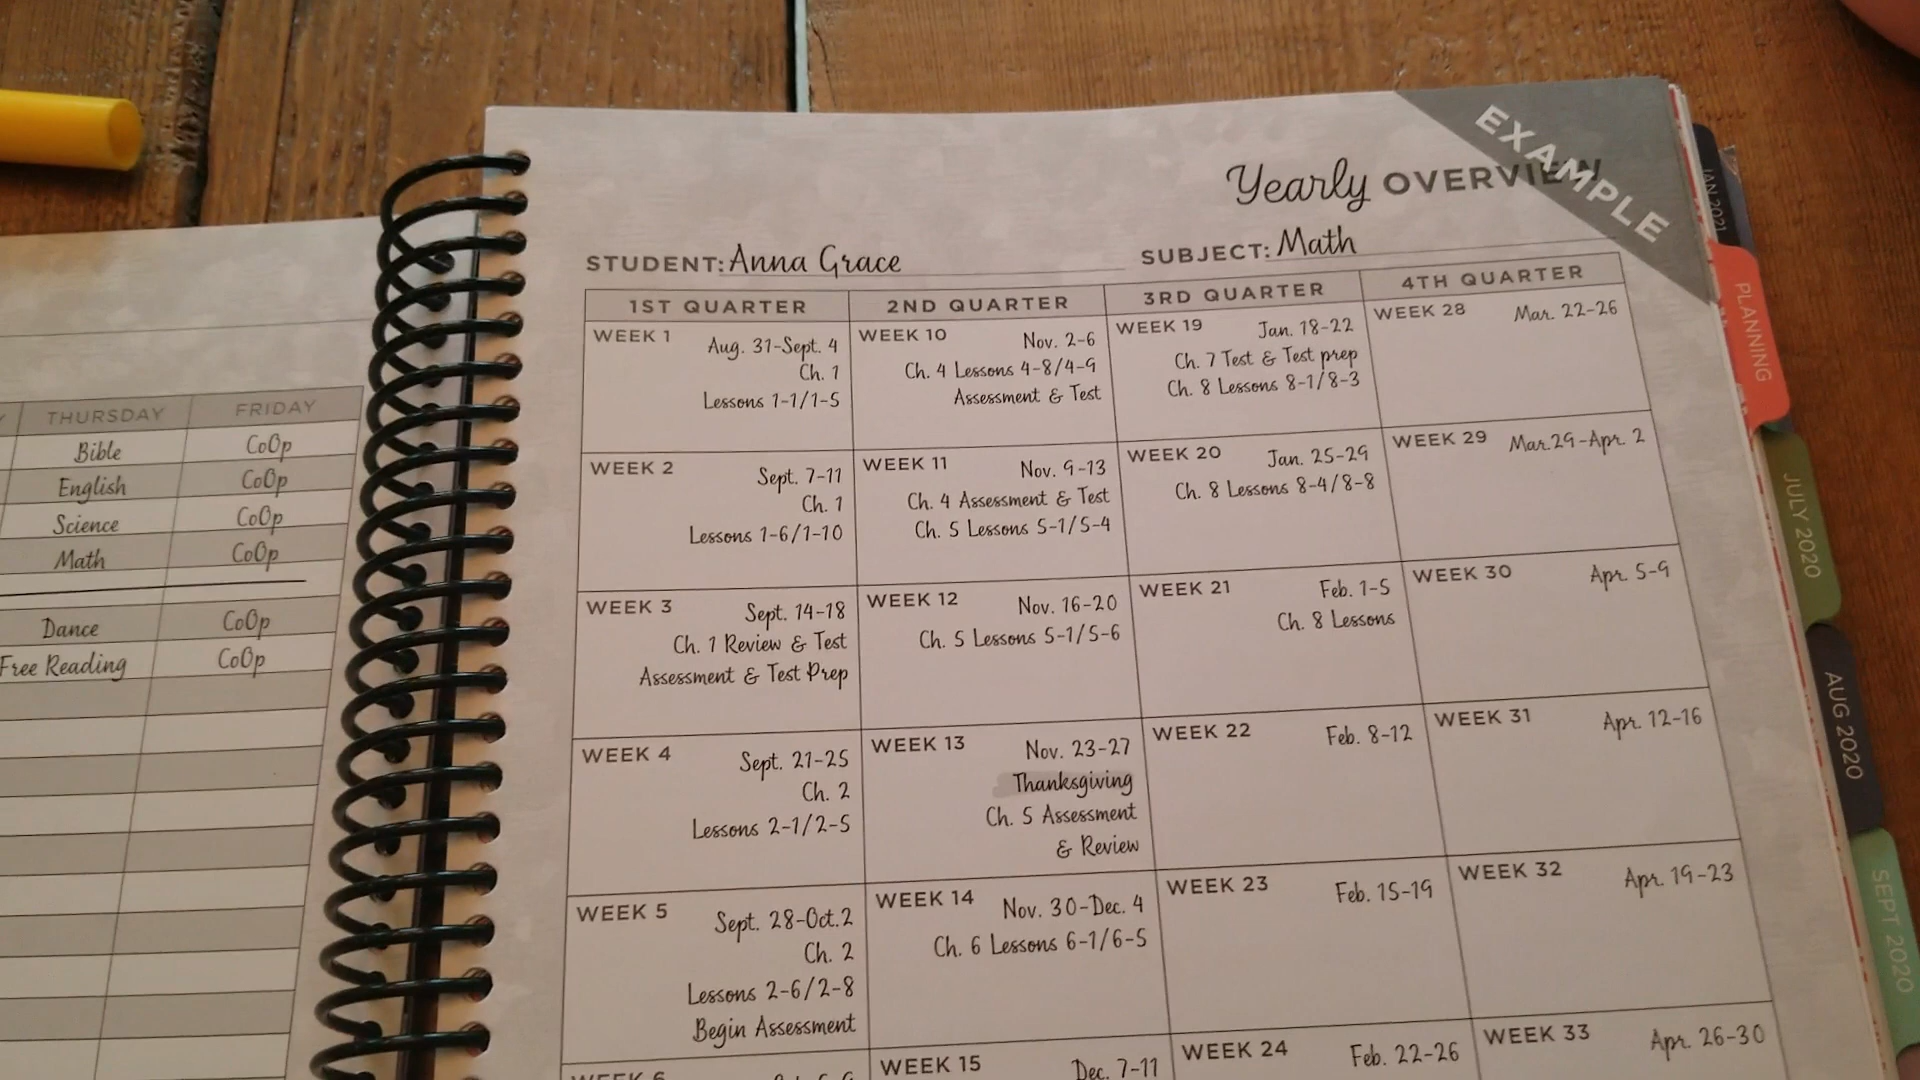 THURSDAY FRIDAY
Bible CoOp
English CoOp
Science CoOp
Math CoOp
Dance CoOp
Free Reading CoOp
EXAMPLE
Yearly OVERVIEW
STUDENT: Anna Grace SUBJECT: Math
1ST QUARTER 2ND QUARTER 3RD QUARTER 4TH QUARTER
WEEK 1 Aug. 31-Sept. 4
Ch. 1
Lessons 1-1/1-5
WEEK 10 Nov. 2-6
Ch. 4 Lessons 4-8/4-9
Assessment & Test
WEEK 19 Jan. 18-22
Ch. 7 Test & Test prep
Ch. 8 Lessons 8-1/8-3
WEEK 28 Mar. 22-26
WEEK 2 Sept. 7-11
Ch. 1
Lessons 1-6/1-10
WEEK 11 Nov. 9-13
Ch. 4 Assessment & Test
Ch. 5 Lessons 5-1/5-4
WEEK 20 Jan. 25-29
Ch. 8 Lessons 8-4/8-8
WEEK 29 Mar.29-Apr. 2
WEEK 3 Sept. 14-18
Ch. 1 Review & Test
Assessment & Test Prep
WEEK 12 Nov. 16-20
Ch. 5 Lessons 5-1/5-6
WEEK 21 Feb. 1-5
Ch. 8 Lessons
WEEK 30 Apr. 5-9
WEEK 4 Sept. 21-25
Ch. 2
Lessons 2-1/2-5
WEEK 13 Nov. 23-27
Thanksgiving
Ch. 5 Assessment
& Review
WEEK 22 Feb. 8-12
WEEK 31 Apr. 12-16
WEEK 5 Sept. 28-Oct.2
Ch. 2
Lessons 2-6/2-8
Begin Assessment
WEEK 14 Nov. 30-Dec. 4
Ch. 6 Lessons 6-1/6-5
WEEK 23 Feb. 15-19
WEEK 32 Apr. 19-23
WEEK 6
WEEK 15 Dec. 7-11
WEEK 24 Feb. 22-26
WEEK 33 Apr. 26-30
JAN 2021
PLANNING
JULY 2020
AUG 2020
SEPT 2020